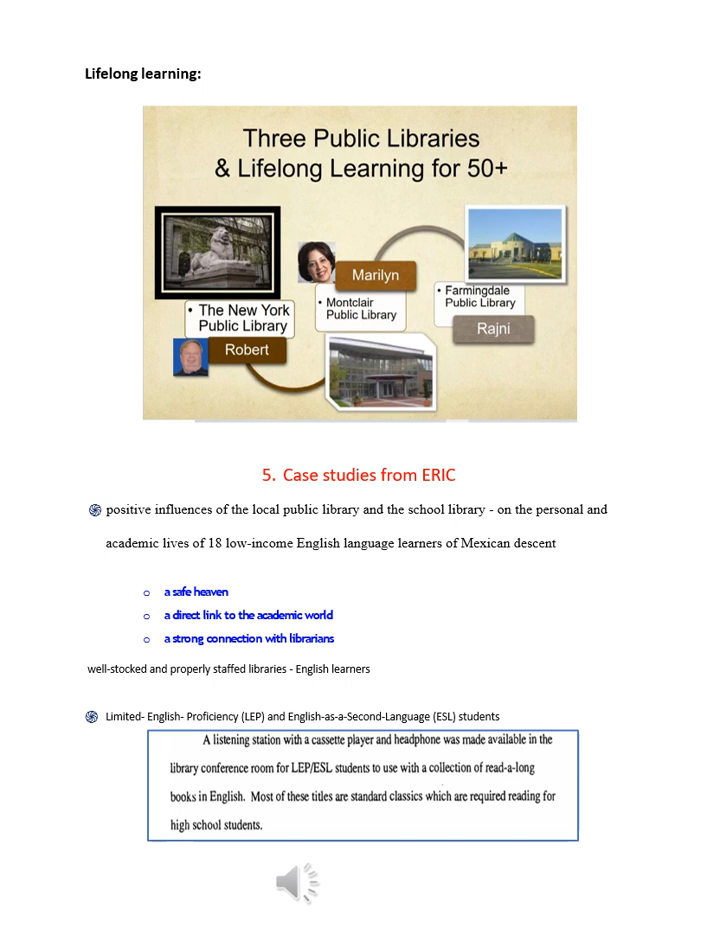 Lifelong learning:
Three Public Libraries
& Lifelong Learning for 50+
• The New York
Public Library
Robert
Marilyn
• Montclair
Public Library
• Farmingdale
Public Library
Rajni
5. Case studies from ERIC
positive influences of the local public library and the school library - on the personal and
academic lives of 18 low-income English language learners of Mexican descent
o a safe heaven
o a direct link to the academic world
o a strong connection with librarians
well-stocked and properly staffed libraries - English learners
Limited- English- Proficiency (LEP) and English-as-a-Second-Language (ESL) students
A listening station with a cassette player and headphone was made available in the
library conference room for LEP/ESL students to use with a collection of read-a-long
books in English. Most of these titles are standard classics which are required reading for
high school students.